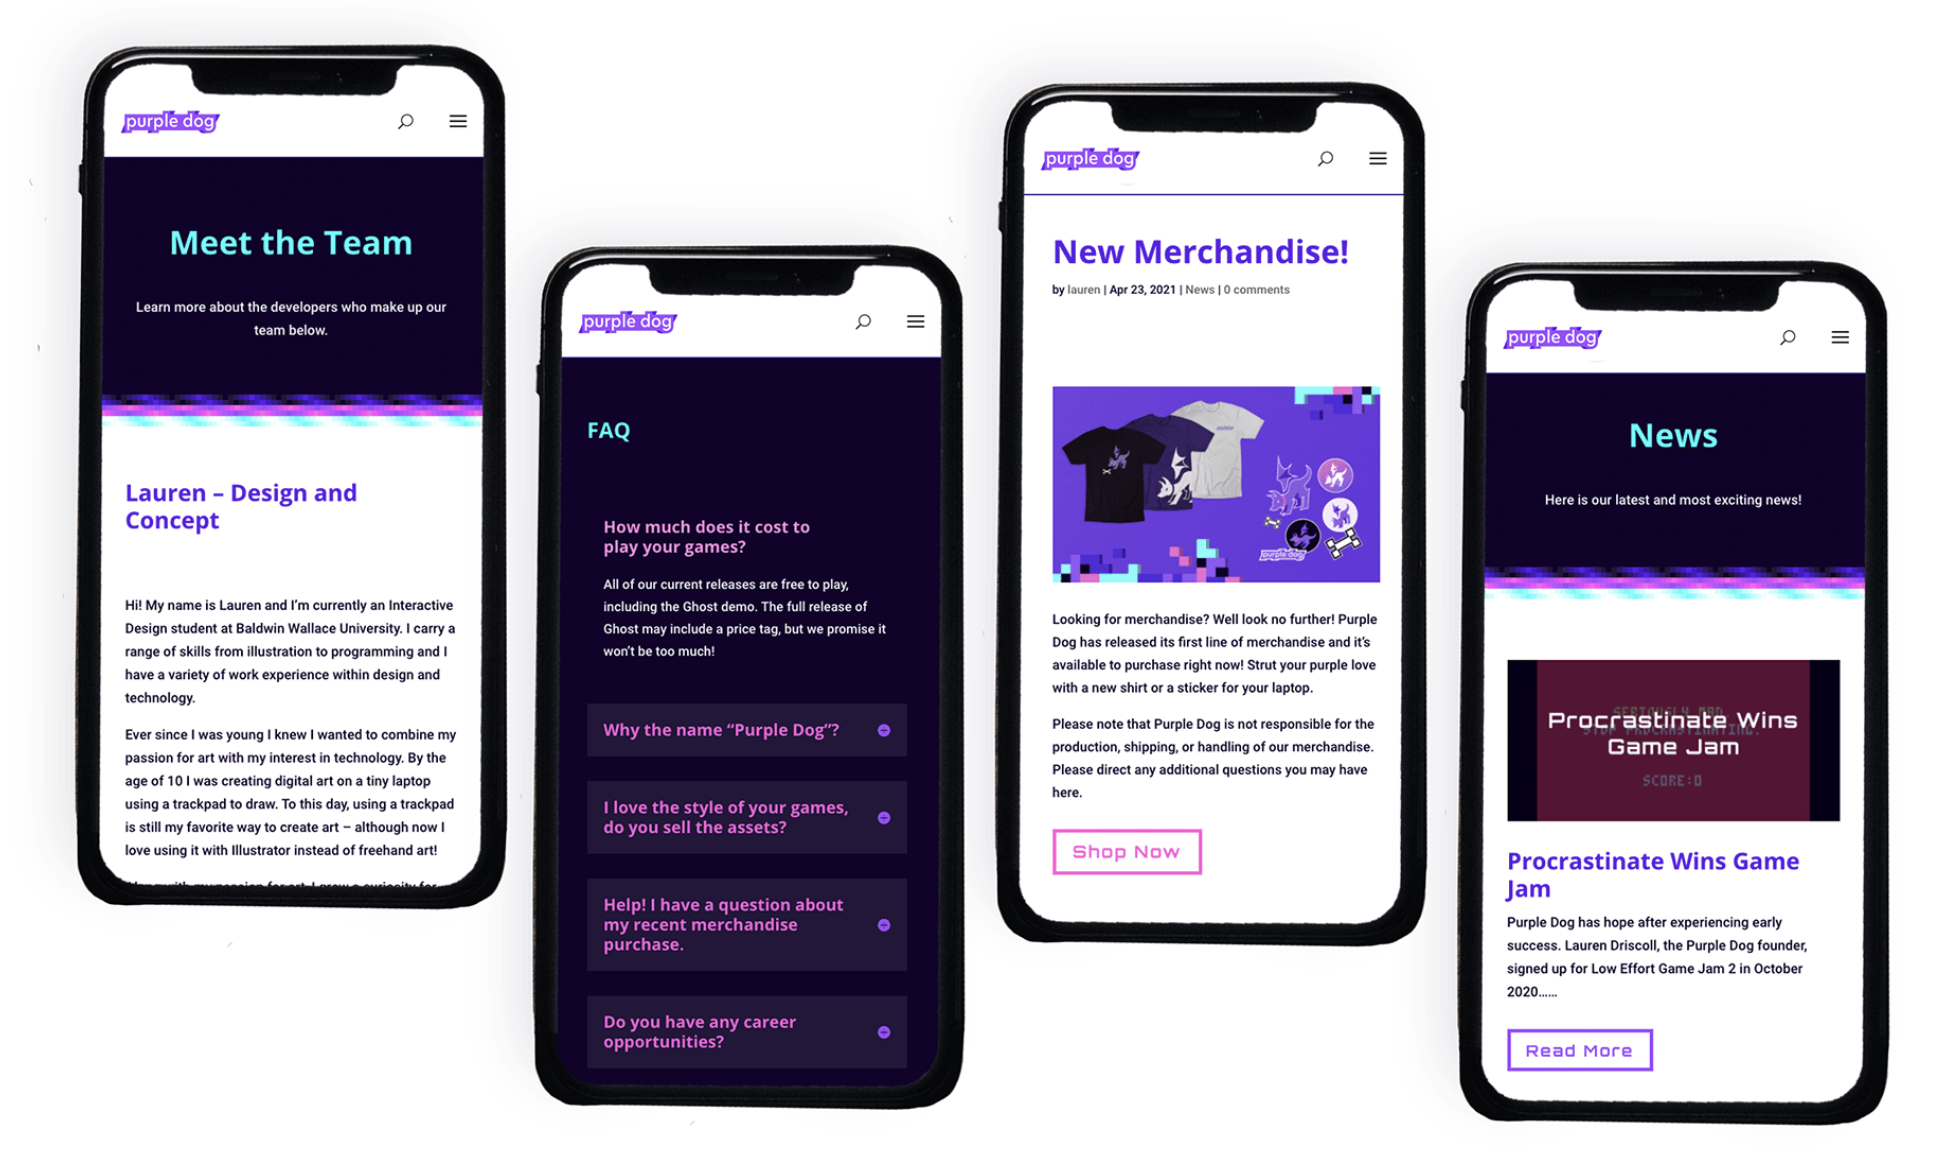 purple dog
Meet the Team
Learn more about the developers who make up our
team below.
Lauren – Design and
Concept
Hi! My name is Lauren and I'm currently an Interactive
Design student at Baldwin Wallace University. I carry a
range of skills from illustration to programming and I
have a variety of work experience within design and
technology.
Ever since I was young I knew I wanted to combine my
passion for art with my interest in technology. By the
age of 10 I was creating digital art on a tiny laptop
using a trackpad to draw. To this day, using a trackpad
is still my favorite way to create art – although now I
love using it with Illustrator instead of freehand art!
with my passion for art, I grew a curiosity for
purple dog
FAQ
How much does it cost to
play your games?
All of our current releases are free to play,
including the Ghost demo. The full release of
Ghost may include a price tag, but we promise it
won't be too much!
Why the name “Purple Dog”?
I love the style of your games,
do you sell the assets?
Help! I have a question about
my recent merchandise
purchase.
Do you have any career
opportunities?
purple dog
New Merchandise!
by lauren | Apr 23, 2021 | News | 0 comments
purple dog
Looking for merchandise? Well look no further! Purple
Dog has released its first line of merchandise and it's
available to purchase right now! Strut your purple love
with a new shirt or a sticker for your laptop.
Please note that Purple Dog is not responsible for the
production, shipping, or handling of our merchandise.
Please direct any additional questions you may have
here.
Shop Now
purple dog
News
Here is our latest and most exciting news!
SERIOUSLY MAD
Procrastinate Wins
STOP PROCRASTINATING.
Game Jam
SCORE:0
Procrastinate Wins Game
Jam
Purple Dog has hope after experiencing early
success. Lauren Driscoll, the Purple Dog founder,
signed up for Low Effort Game Jam 2 in October
2020......
Read More